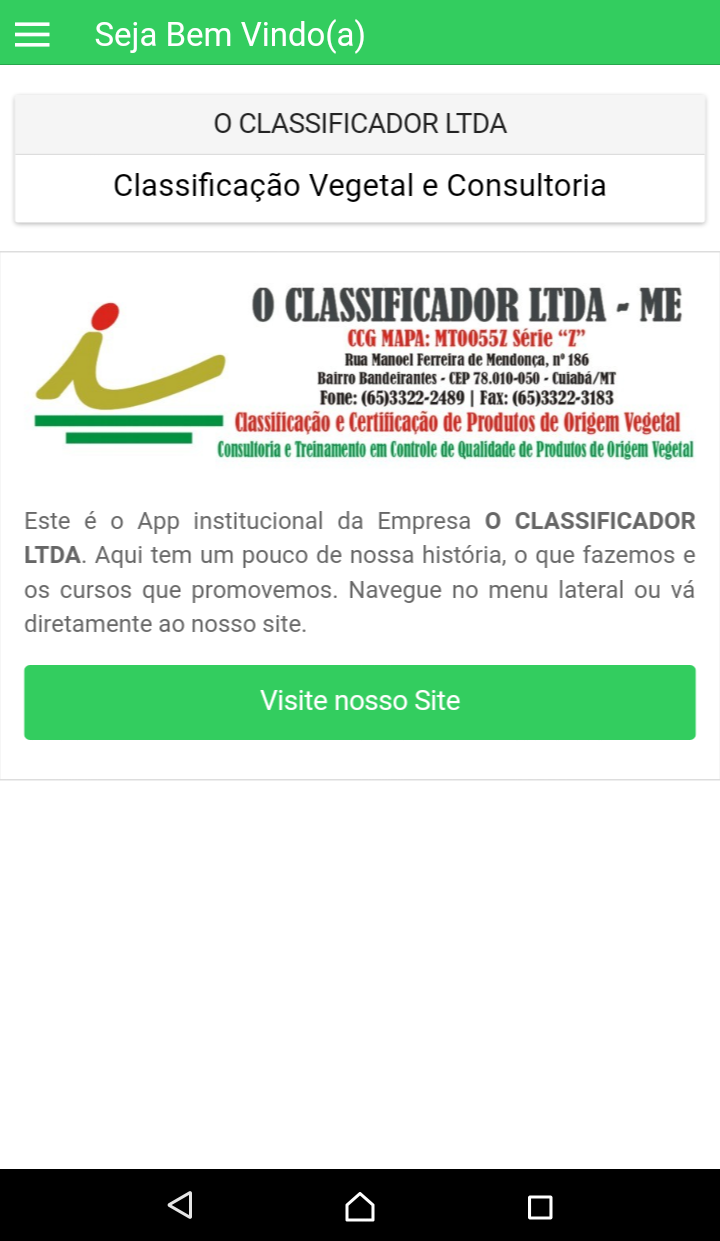 Seja Bem Vindo(a)
O CLASSIFICADOR LTDA
Classificação Vegetal e Consultoria
O CLASSIFICADOR LTDA - ME
CCG MAPA: MT0055Z Série “Z”
Rua Manoel Ferreira de Mendonça, nº 186
Bairro Bandeirantes - CEP 78.010-050 - Cuiabá/MT
Fone: (65)3322-2489 | Fax: (65)3322-3183
Classificação e Certificação de Produtos de Origem Vegetal
Consultoria e Treinamento em Controle de Qualidade de Produtos de Origem Vegetal
Este é o App institucional da Empresa O CLASSIFICADOR
LTDA. Aqui tem um pouco de nossa história, o que fazemos e
os cursos que promovemos. Navegue no menu lateral ou vá
diretamente ao nosso site.
Visite nosso Site